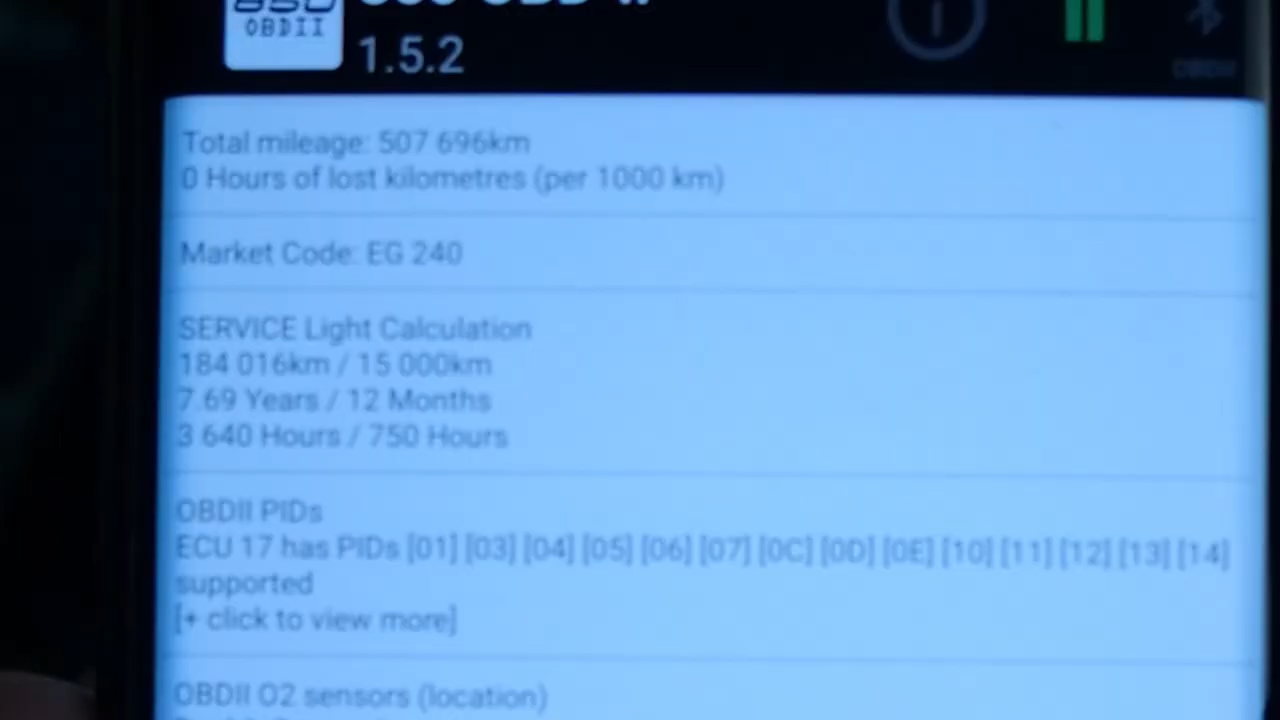 OBDII
1.5.2
Total mileage: 507 696km
0 Hours of lost kilometres (per 1000 km)
Market Code: EG 240
SERVICE Light Calculation
184 016km / 15 000km
7.69 Years / 12 Months
3 640 Hours / 750 Hours
OBDII PIDs
ECU 17 has PIDs [01] [03] [04] [05] [06] [07] [0C] [0D] [0E] [10] [11] [12] [13] [14]
supported
[+ click to view more]
OBDII O2 sensors (location)